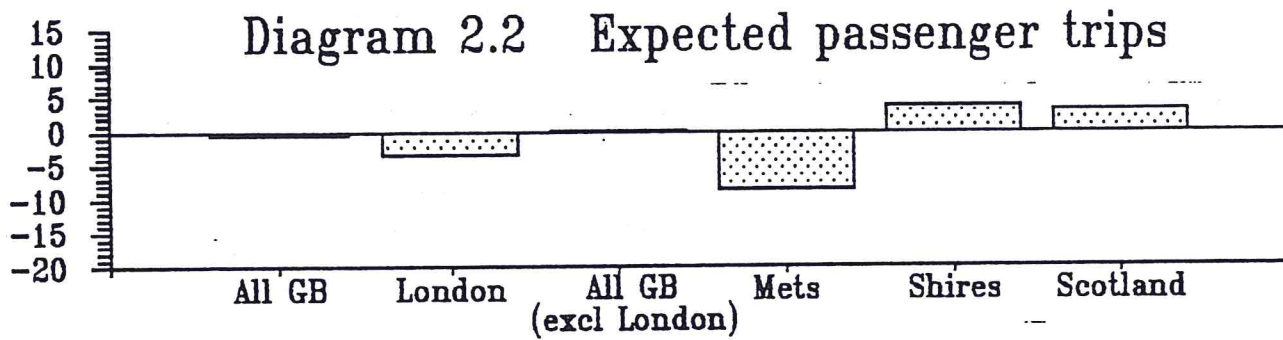 Diagram 2.2 Expected passenger trips
15
10
5
0
-5
-10
-15
-20
All GB London All GB Mets Shires Scotland
(excl London)